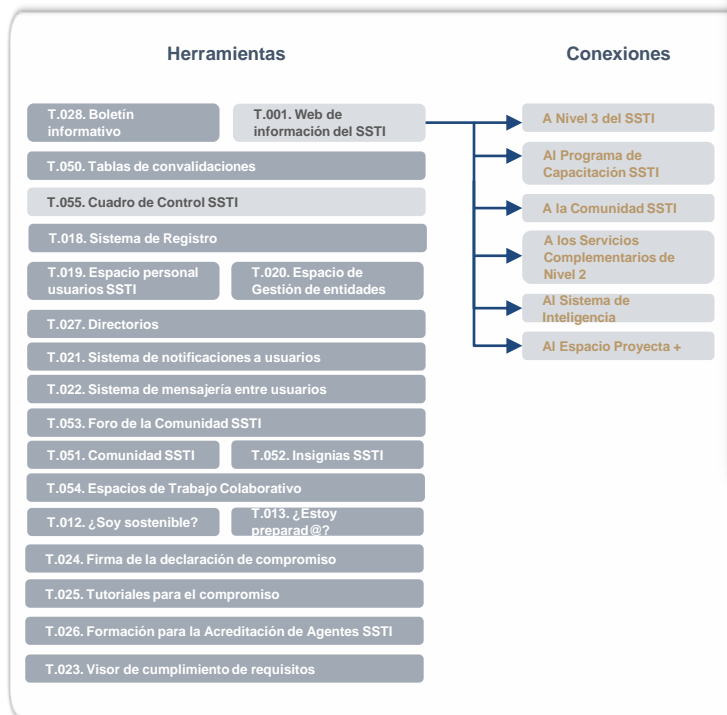 Herramientas
Conexiones
T.028. Boletín
informativo
T.001. Web de
información del SSTI
T.050. Tablas de convalidaciones
T.055. Cuadro de Control SSTI
T.018. Sistema de Registro
T.019. Espacio personal
usuarios SSTI
T.020. Espacio de
Gestión de entidades
T.027. Directorios
T.021. Sistema de notificaciones a usuarios
T.022. Sistema de mensajería entre usuarios
T.053. Foro de la Comunidad SSTI
T.051. Comunidad SSTI
T.052. Insignias SSTI
T.054. Espacios de Trabajo Colaborativo
T.012. ¿Soy sostenible?
T.013. ¿Estoy
preparad@?
T.024. Firma de la declaración de compromiso
T.025. Tutoriales para el compromiso
T.026. Formación para la Acreditación de Agentes SSTI
T.023. Visor de cumplimiento de requisitos
A Nivel 3 del SSTI
Al Programa de
Capacitación SSTI
A la Comunidad SSTI
A los Servicios
Complementarios de
Nivel 2
Al Sistema de
Inteligencia
Al Espacio Proyecta +